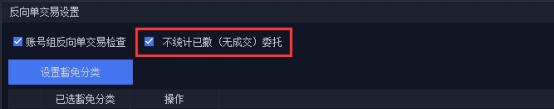 反向单交易设置
账号组反向单交易检查 不统计已撤（无成交）委托
设置豁免分类
已选豁免分类 操作